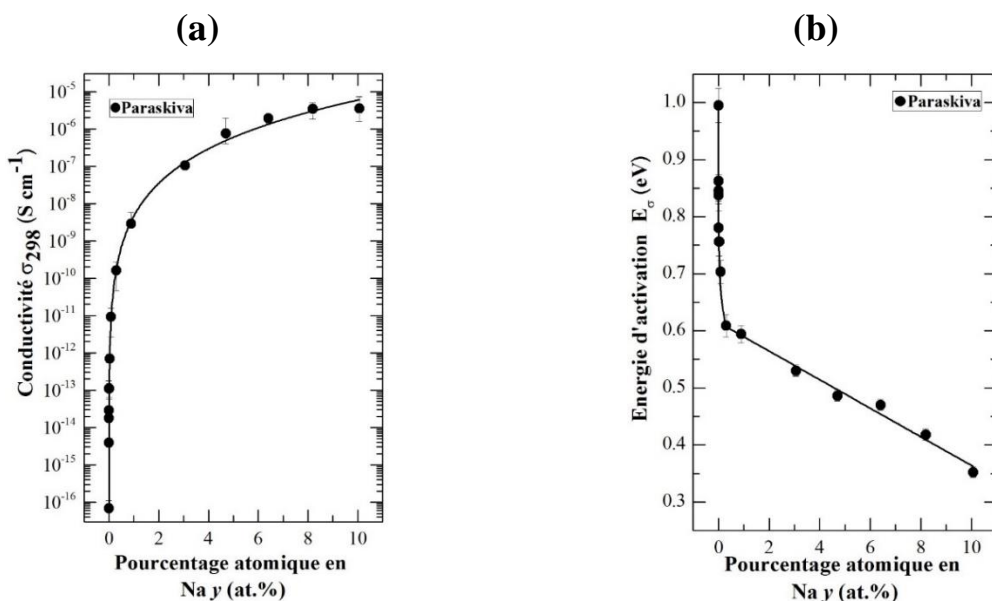 (a)
Conductivité σ298 (S cm-1)
10-5
10-6
10-7
10-8
10-9
10-10
10-11
10-12
10-13
10-14
10-15
10-16
Paraskiva
0 2 4 6 8 10
Pourcentage atomique en
Na y (at.%)
(b)
Energie d'activation Eσ (eV)
1.0
0.9
0.8
0.7
0.6
0.5
0.4
0.3
Paraskiva
0 2 4 6 8 10
Pourcentage atomique en
Na y (at.%)